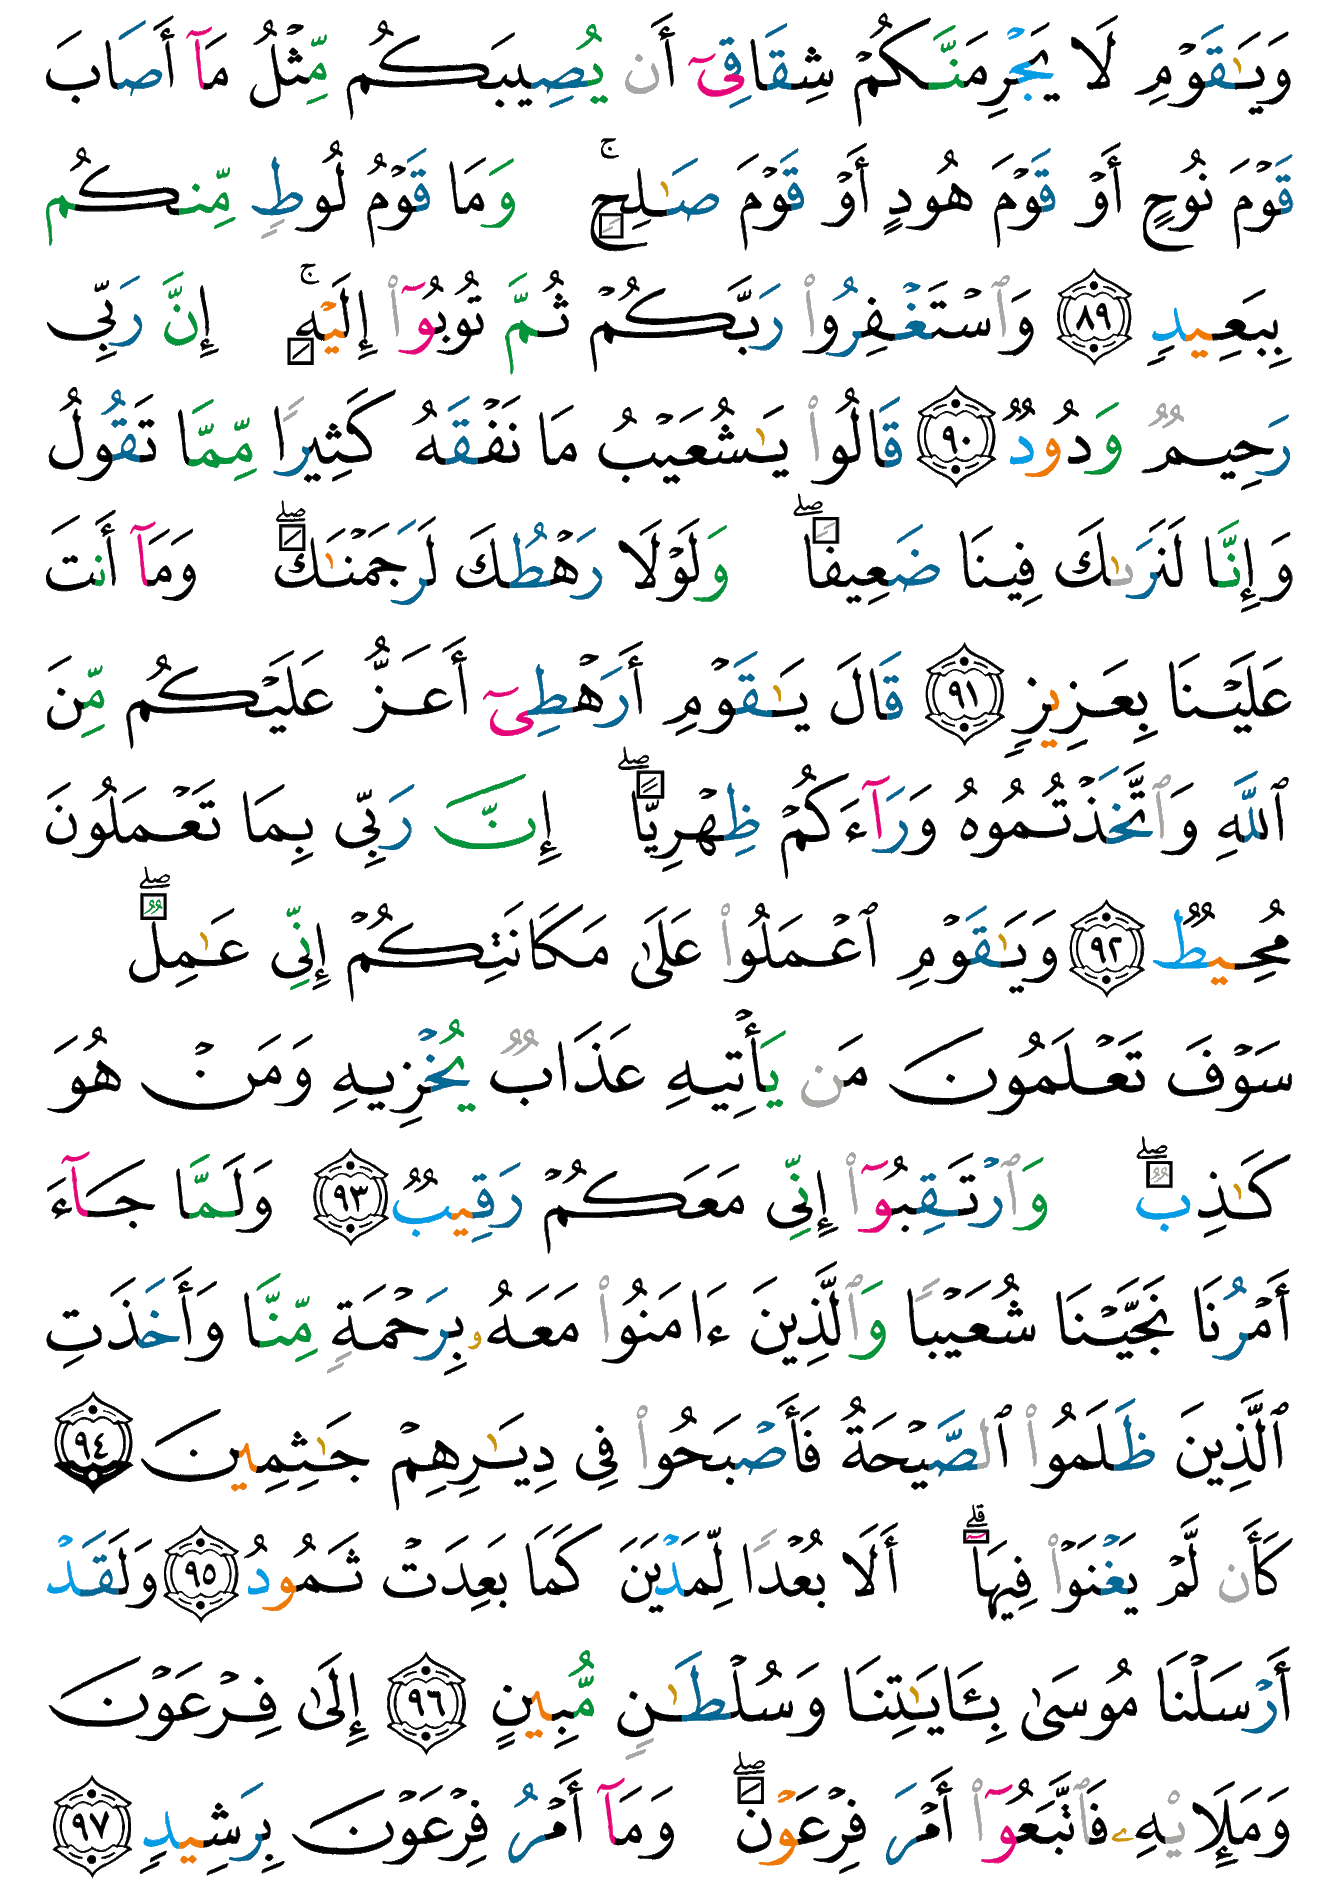 وَيَـٰقَوْمِ لَا يَجْرِمَنَّكُمْ شِقَاقِىٓ أَن يُصِيبَكُم مِّثْلُ مَآ أَصَابَ
قَوْمَ نُوحٍ أَوْ قَوْمَ هُودٍ أَوْ قَوْمَ صَـٰلِحٍ ۚ وَمَا قَوْمُ لُوطٍ مِّنكُم
بِبَعِيدٍ ٨٩ وَٱسْتَغْفِرُوا۟ رَبَّكُمْ ثُمَّ تُوبُوٓا۟ إِلَيْهِ ۚ إِنَّ رَبِّى
رَحِيمٌ وَدُودٌ ٩٠ قَالُوا۟ يَـٰشُعَيْبُ مَا نَفْقَهُ كَثِيرًا مِّمَّا تَقُولُ
وَإِنَّا لَنَرَىٰكَ فِينَا ضَعِيفًا ۖ وَلَوْلَا رَهْطُكَ لَرَجَمْنَـٰكَ ۖ وَمَآ أَنتَ
عَلَيْنَا بِعَزِيزٍ ٩١ قَالَ يَـٰقَوْمِ أَرَهْطِىٓ أَعَزُّ عَلَيْكُم مِّنَ
ٱللَّهِ وَٱتَّخَذْتُمُوهُ وَرَآءَكُمْ ظِهْرِيًّا ۖ إِنَّ رَبِّى بِمَا تَعْمَلُونَ
مُحِيطٌ ٩٢ وَيَـٰقَوْمِ ٱعْمَلُوا۟ عَلَىٰ مَكَانَتِكُمْ إِنِّى عَـٰمِلٌ ۖ
سَوْفَ تَعْلَمُونَ مَن يَأْتِيهِ عَذَابٌ يُخْزِيهِ وَمَنْ هُوَ
كَـٰذِبٌ ۖ وَٱرْتَقِبُوٓا۟ إِنِّى مَعَكُمْ رَقِيبٌ ٩٣ وَلَمَّا جَآءَ
أَمْرُنَا نَجَّيْنَا شُعَيْبًا وَٱلَّذِينَ ءَامَنُوا۟ مَعَهُۥ بِرَحْمَةٍ مِّنَّا وَأَخَذَتِ
ٱلَّذِينَ ظَلَمُوا۟ ٱلصَّيْحَةُ فَأَصْبَحُوا۟ فِى دِيَـٰرِهِمْ جَـٰثِمِينَ ٩٤
كَأَن لَّمْ يَغْنَوْا۟ فِيهَآ ۗ أَلَا بُعْدًا لِّمَدْيَنَ كَمَا بَعِدَتْ ثَمُودُ ٩٥ وَلَقَدْ
أَرْسَلْنَا مُوسَىٰ بِـَٔايَـٰتِنَا وَسُلْطَـٰنٍ مُّبِينٍ ٩٦ إِلَىٰ فِرْعَوْنَ
وَمَلَإِي۟هِۦ فَٱتَّبَعُوٓا۟ أَمْرَ فِرْعَوْنَ ۖ وَمَآ أَمْرُ فِرْعَوْنَ بِرَشِيدٍ ٩٧